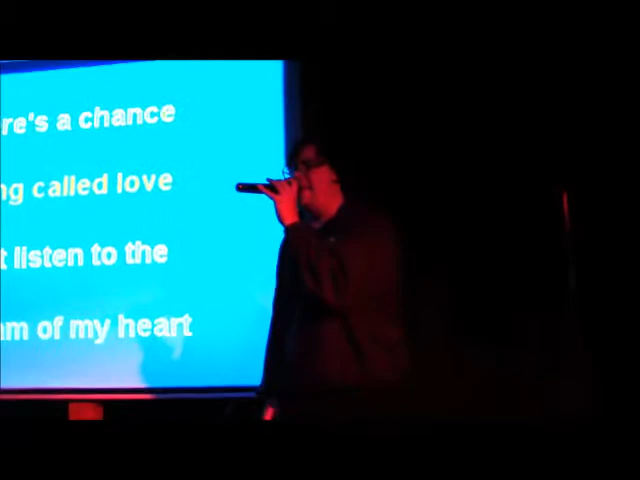 re's a chance
ng called love
t listen to the
am of my heart